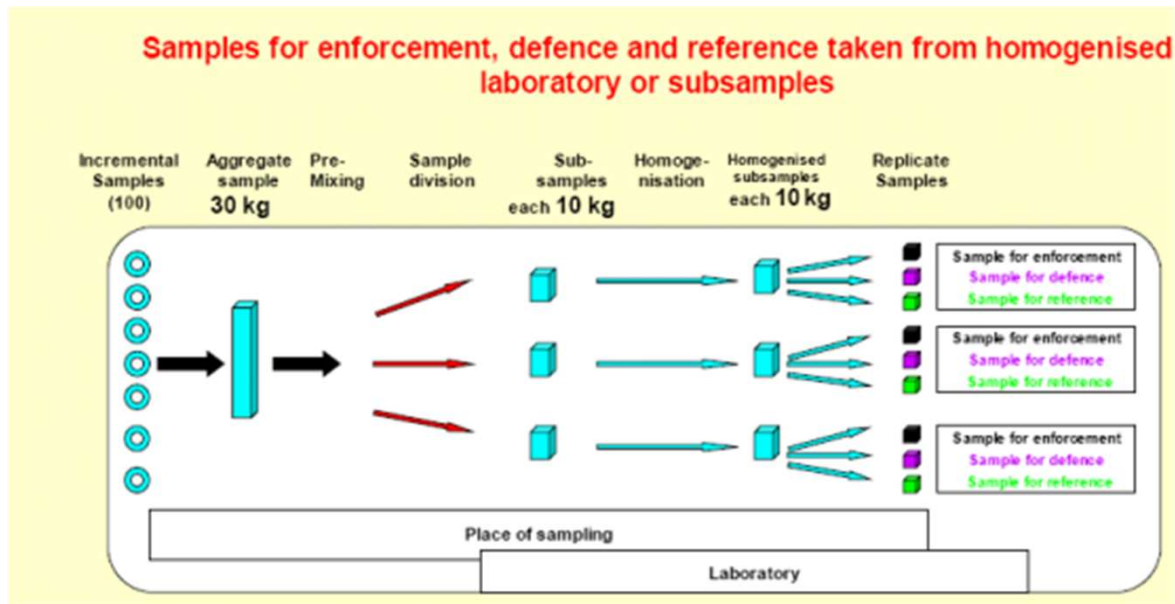 Samples for enforcement, defence and reference taken from homogenised
laboratory or subsamples
Incremental
Samples
(100)
Aggregate
sample
30 kg
Pre-
Mixing
Sample
division
Sub-
samples
each 10 kg
Homoge-
nisation
Homogenised
subsamples
each 10 kg
Replicate
Samples
Sample for enforcement
Sample for defence
Sample for reference
Sample for enforcement
Sample for defence
Sample for reference
Sample for enforcement
Sample for defence
Sample for reference
Place of sampling
Laboratory